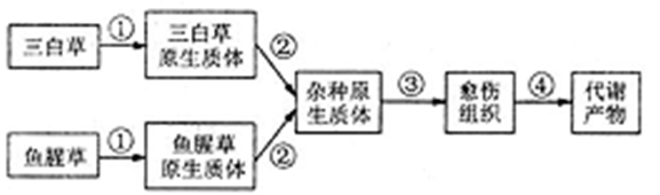 三白草
①
三白草
原生质体
②
杂种原
生质体
③
愈伤
组织
④
代谢
产物
鱼腥草
①
鱼腥草
原生质体
②